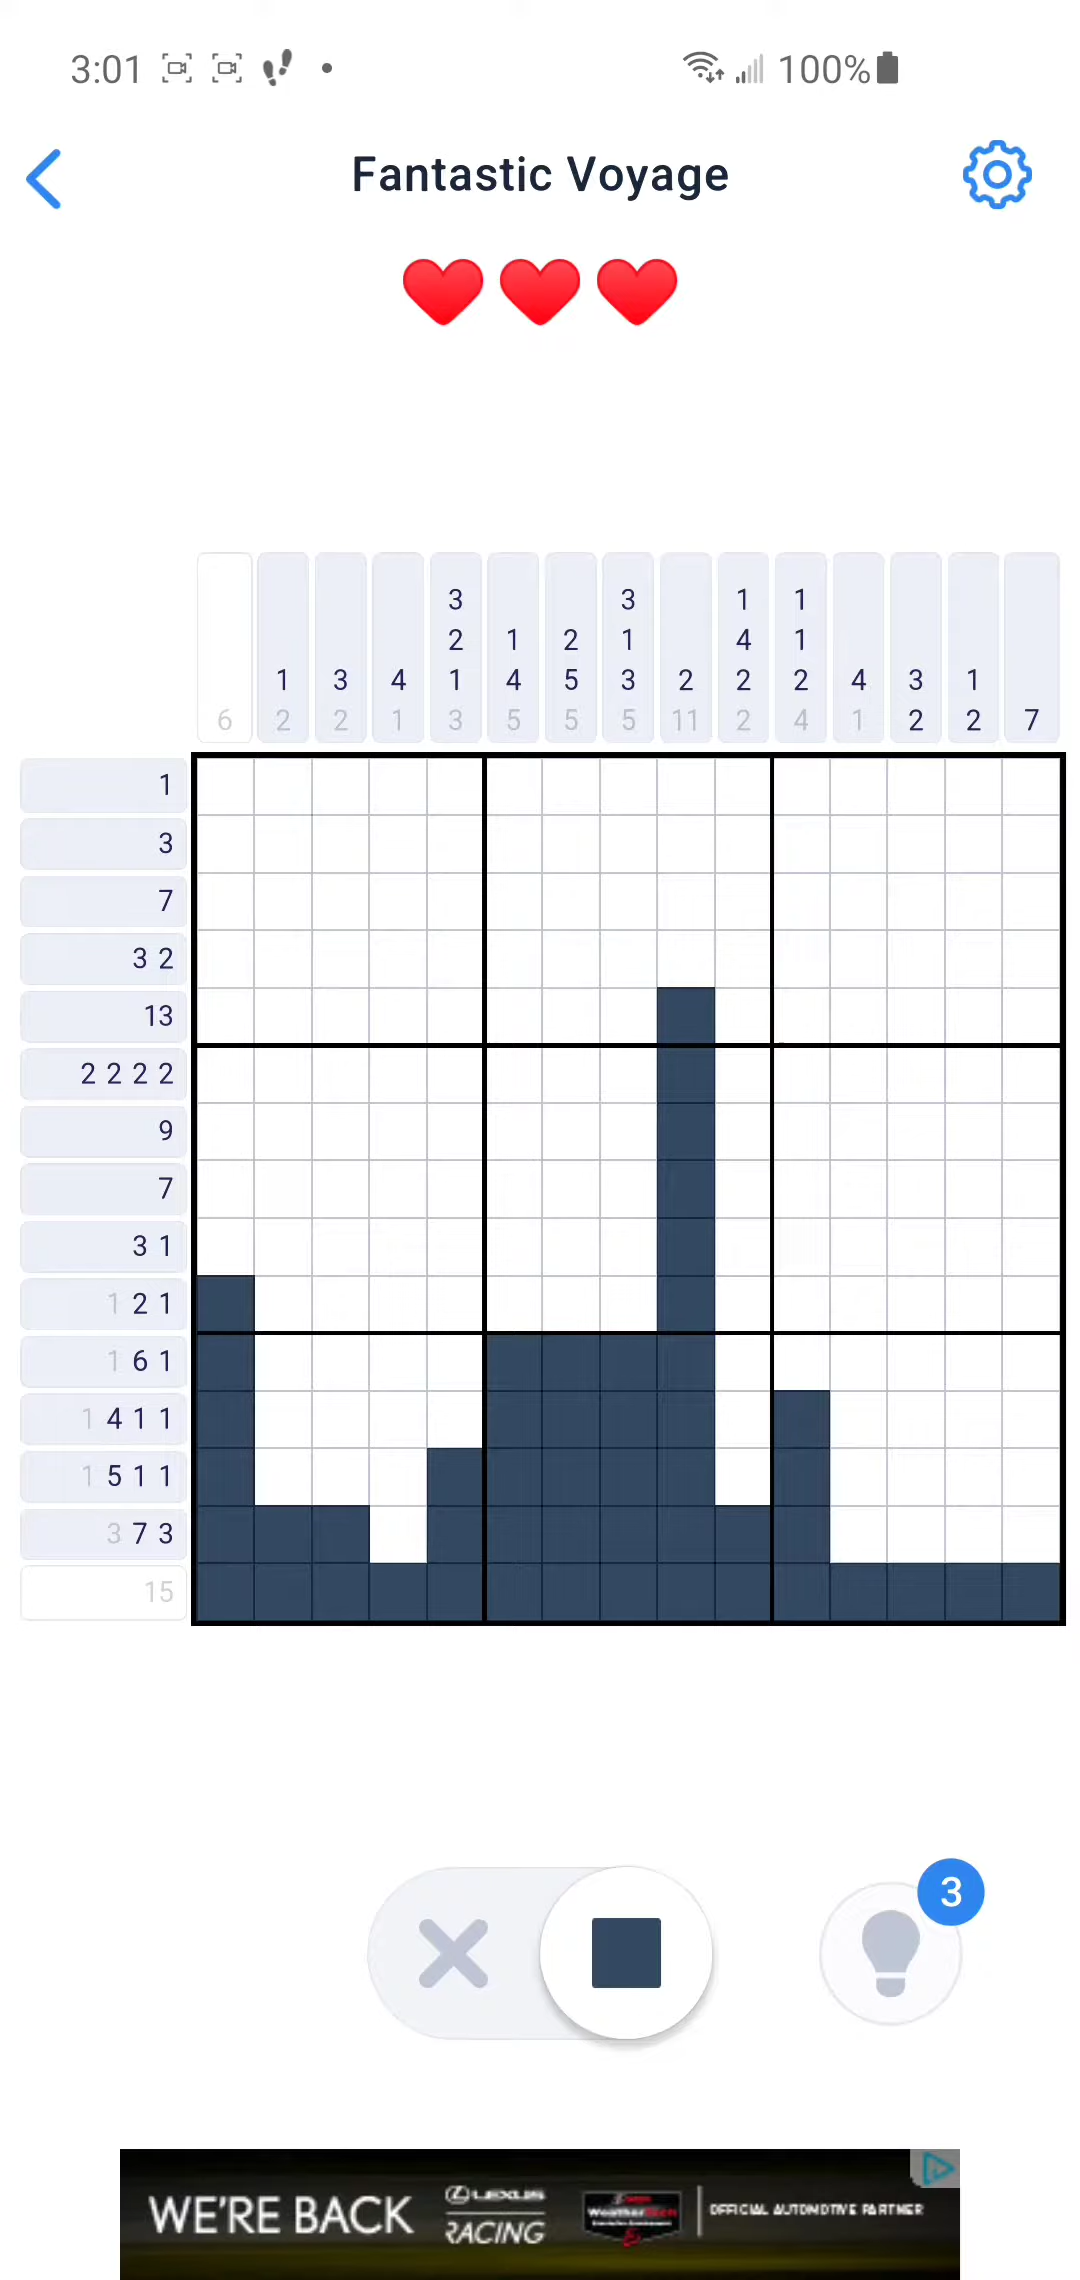 3:01 100%
Fantastic Voyage
3 3 1 1
2 1 2 1 4 1
1 3 4 1 4 5 3 2 2 2 4 3 1
6 2 2 1 3 5 5 5 11 2 4 1 2 2 7
1
3
7
3 2
13
2 2 2 2
9
7
3 1
1 2 1
1 6 1
1 4 1 1
1 5 1 1
3 7 3
15
3
WE'RE BACK
LEXUS
RACING
WeatherTech
OFFICIAL AUTOMOTIVE PARTNER